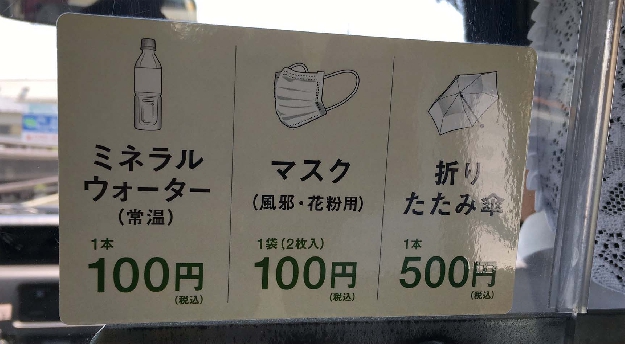 ミネラル
ウォーター
(常温)
1本
100円
(税込)
マスク
(風邪・花粉用)
1袋(2枚入)
100円
(税込)
折り
たたみ傘
1本
500円
(税込)